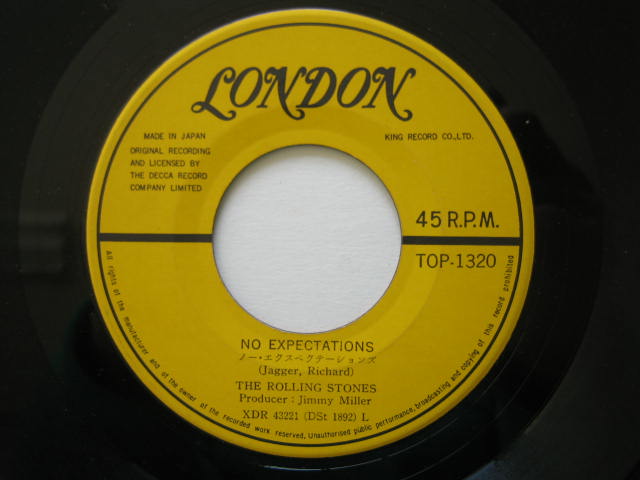 LONDON
MADE IN JAPAN
KING RECORD CO., LTD.
ORIGINAL RECORDING
AND LICENSED BY
THE DECCA RECORD
COMPANY LIMITED
45 R.P.M.
TOP-1320
NO EXPECTATIONS
ノー・エクスペクテーションズ
(Jagger, Richard)
THE ROLLING STONES
Producer : Jimmy Miller
XDR 43221 (DSt 1892) L
All rights of the manufacturer and of the owner of the recorded work reserved. Unauthorised public performance, broadcasting and copying of this record prohibited